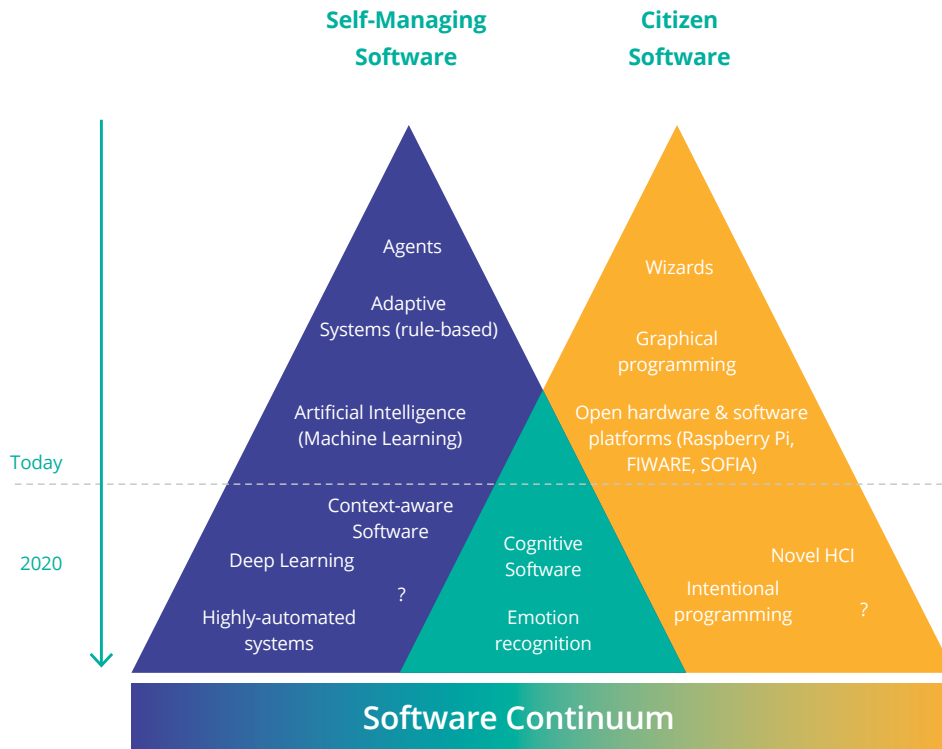 Self-Managing
Software
Citizen
Software
Agents
Adaptive
Systems (rule-based)
Artificial Intelligence
(Machine Learning)
Wizards
Graphical
programming
Open hardware & software
platforms (Raspberry Pi,
FIWARE, SOFIA)
Today
2020
Context-aware
Software
Deep Learning
?
Highly-automated
systems
Cognitive
Software
Emotion
recognition
Novel HCI
Intentional
programming
?
Software Continuum